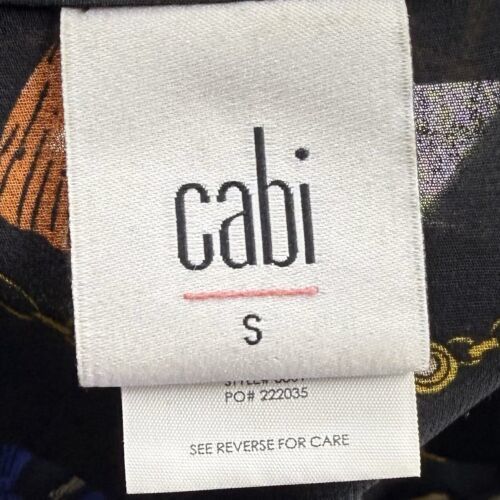 cabi
S
PO# 222035
SEE REVERSE FOR CARE